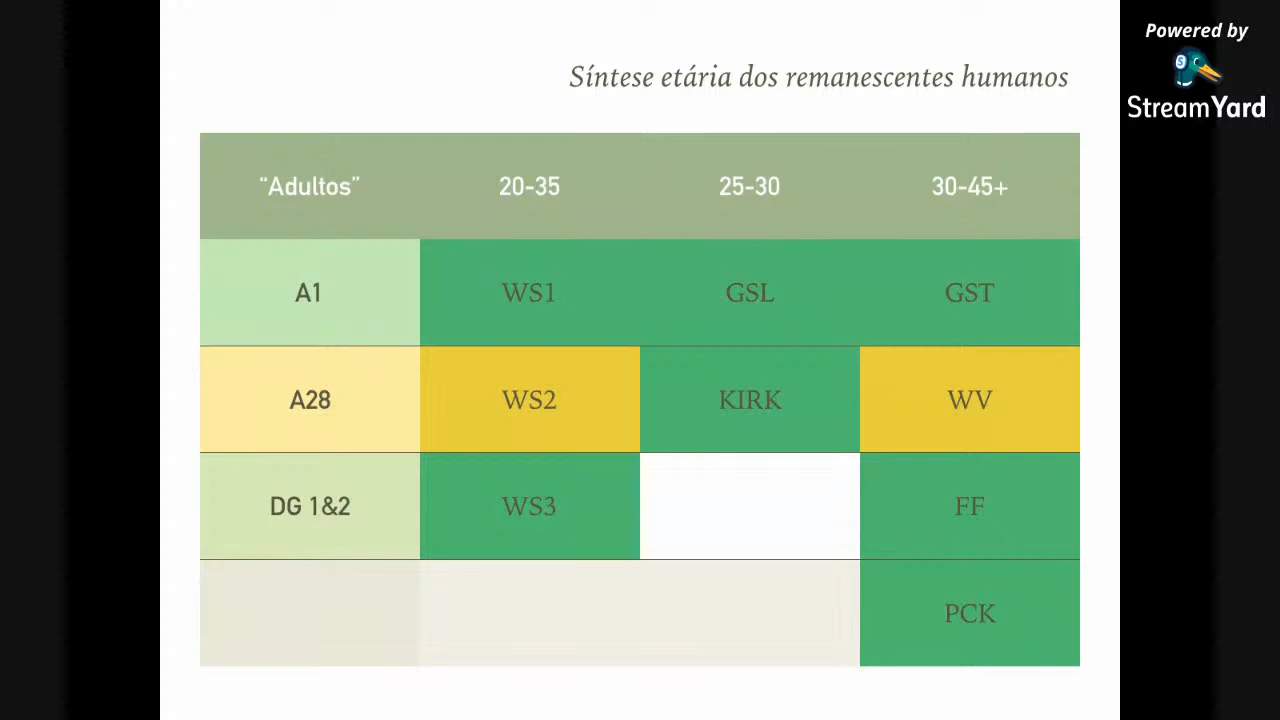 Powered by
StreamYard
Síntese etária dos remanescentes humanos
“Adultos” 20-35 25-30 30-45+
A1 WS1 GSL GST
A28 WS2 KIRK WV
DG 1&2 WS3 FF
PCK